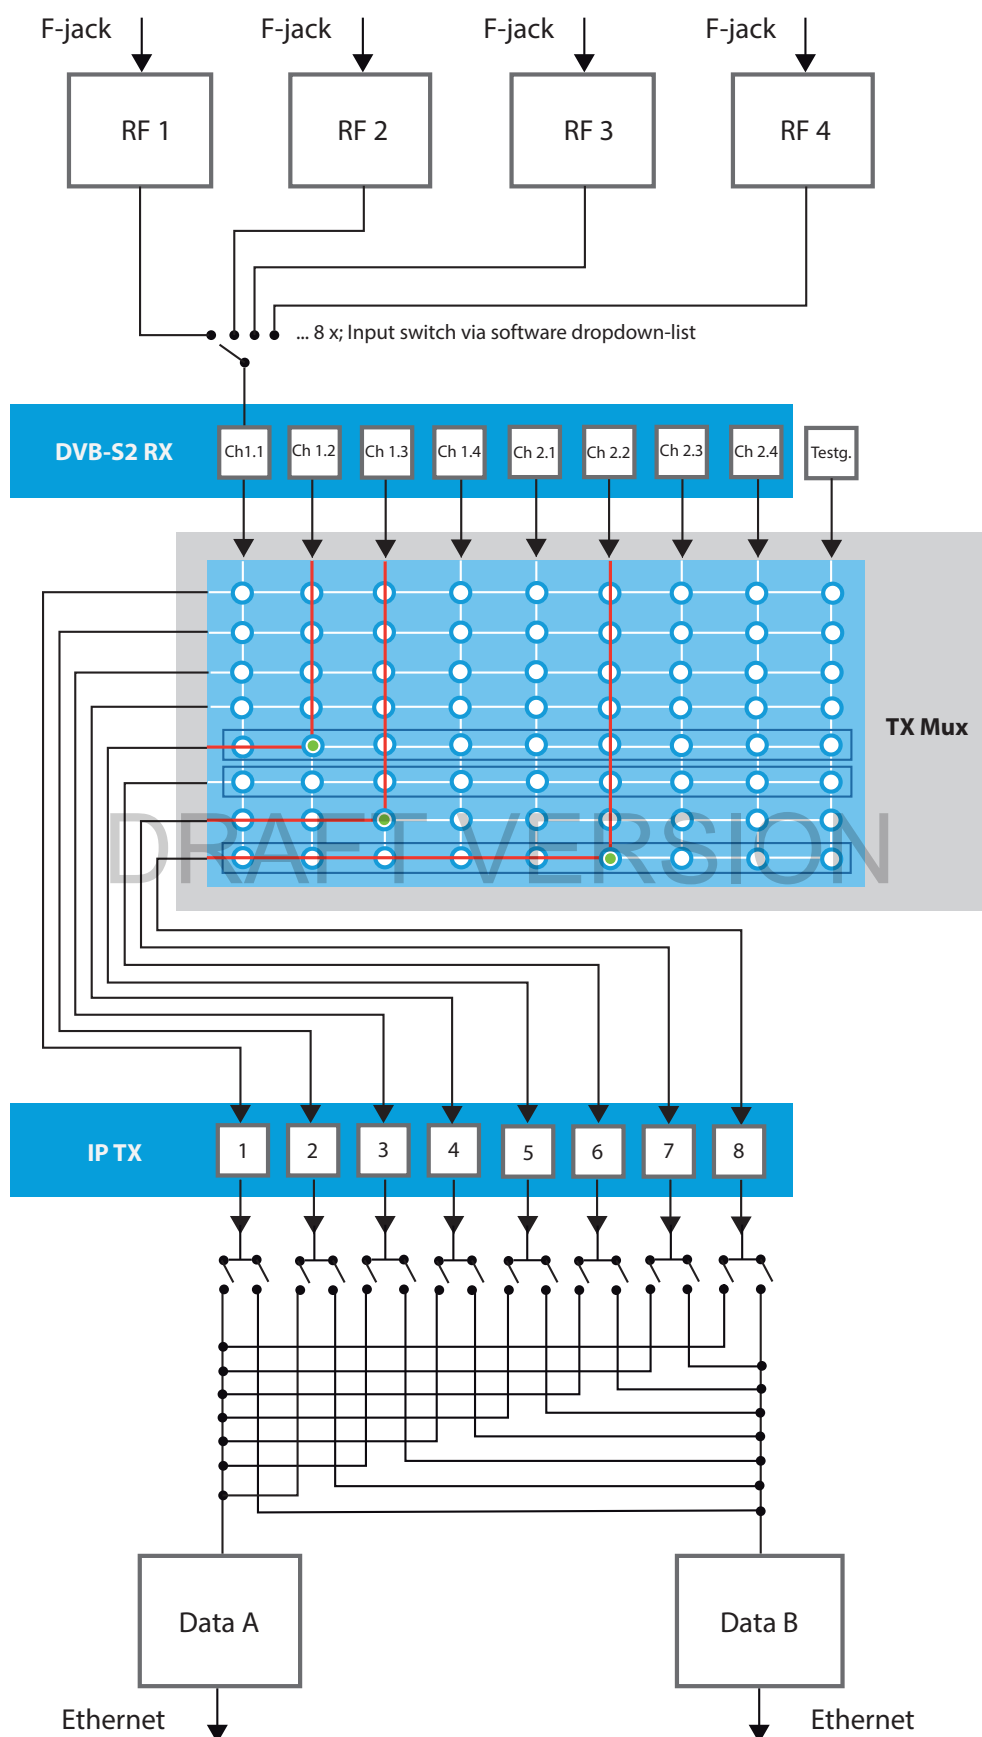 F-jack F-jack F-jack F-jack
RF 1 RF 2 RF 3 RF 4
... 8 x; Input switch via software dropdown-list
DVB-S2 RX Ch1.1 Ch 1.2 Ch 1.3 Ch 1.4 Ch 2.1 Ch 2.2 Ch 2.3 Ch 2.4 Testg.
TX Mux
DRAFT VERSION
IP TX 1 2 3 4 5 6 7 8
Data A Data B
Ethernet Ethernet